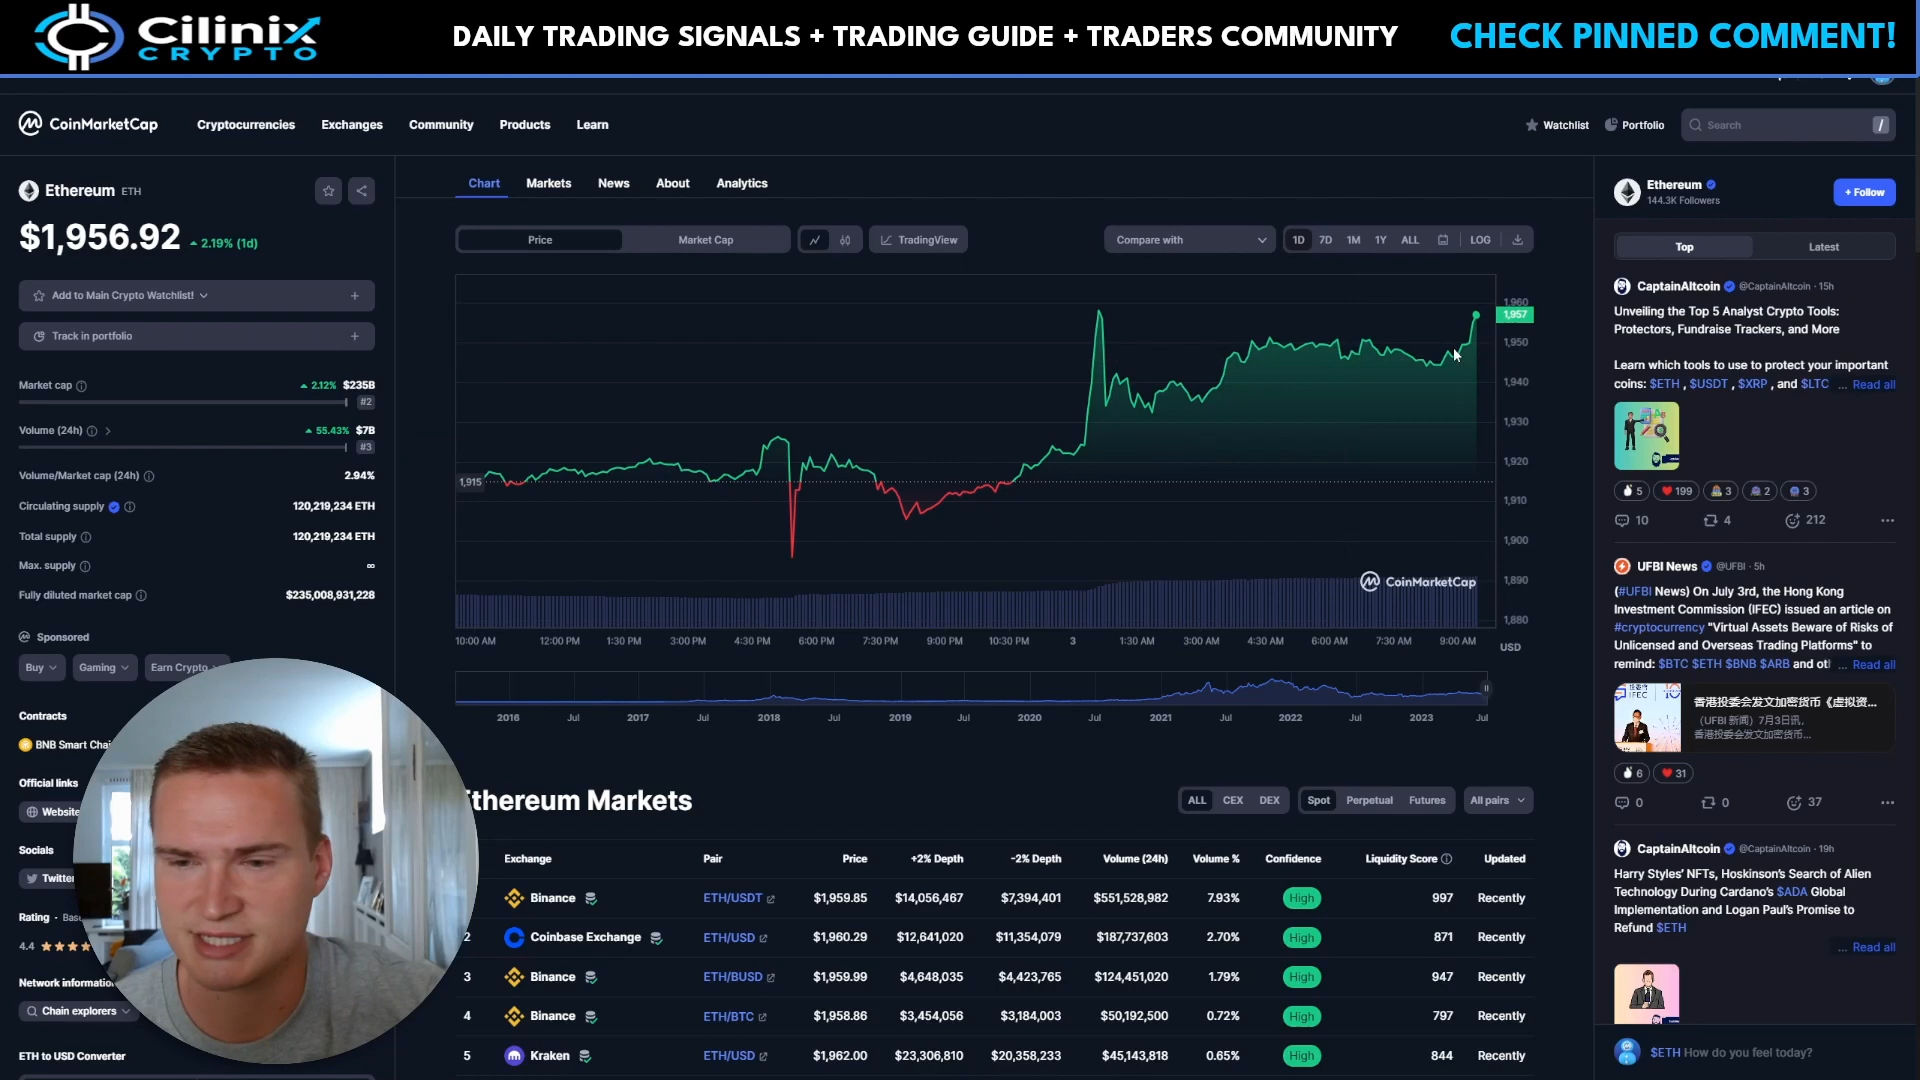 Cilinix
CRYPTO
DAILY TRADING SIGNALS + TRADING GUIDE + TRADERS COMMUNITY
CHECK PINNED COMMENT!
CoinMarketCap
Cryptocurrencies
Exchanges
Community
Products
Learn
Watchlist
Portfolio
Search
/
Ethereum ETH
$1,956.92
2.19% (1d)
Add to Main Crypto Watchlist!
Track in portfolio
Market cap
2.12% $235B
#2
Volume (24h)
55.43% $7B
#3
Volume/Market cap (24h)
2.94%
Circulating supply
120,219,234 ETH
Total supply
120,219,234 ETH
Max. supply
∞
Fully diluted market cap
$235,008,931,228
Sponsored
Buy
Gaming
Earn Crypto
Contracts
BNB Smart Chai
Official links
Website
Socials
Twitter
Rating · Bas
4.4
Network informatio
Chain explorers
ETH to USD Converter
Chart
Markets
News
About
Analytics
Price
Market Cap
TradingView
Compare with
1D
7D
1M
1Y
ALL
LOG
1,960
1,957
1,950
1,940
1,930
1,920
1,910
1,900
1,890
1,880
1,915
CoinMarketCap
10:00 AM
12:00 PM
1:30 PM
3:00 PM
4:30 PM
6:00 PM
7:30 PM
9:00 PM
10:30 PM
3
1:30 AM
3:00 AM
4:30 AM
6:00 AM
7:30 AM
9:00 AM
USD
2016
Jul
2017
Jul
2018
Jul
2019
Jul
2020
Jul
2021
Jul
2022
Jul
2023
Jul
thereum Markets
ALL
CEX
DEX
Spot
Perpetual
Futures
All pairs
Exchange
Pair
Price
+2% Depth
-2% Depth
Volume (24h)
Volume %
Confidence
Liquidity Score
Updated
Binance ETH/USDT $1,959.85 $14,056,467 $7,394,401 $551,528,982 7.93% High 997 Recently
2 Coinbase Exchange ETH/USD $1,960.29 $12,641,020 $11,354,079 $187,737,603 2.70% High 871 Recently
3 Binance ETH/BUSD $1,959.99 $4,648,035 $4,423,765 $124,451,020 1.79% High 947 Recently
4 Binance ETH/BTC $1,958.86 $3,454,056 $3,184,003 $50,192,500 0.72% High 797 Recently
5 Kraken ETH/USD $1,962.00 $23,306,810 $20,358,233 $45,143,818 0.65% High 844 Recently
Ethereum
144.3K Followers
+ Follow
Top
Latest
CaptainAltcoin @CaptainAltcoin · 15h
Unveiling the Top 5 Analyst Crypto Tools:
Protectors, Fundraise Trackers, and More
Learn which tools to use to protect your important
coins: $ETH , $USDT , $XRP , and $LTC ... Read all
5
199
3
2
3
10
4
212
UFBI News @UFBI · 5h
(#UFBI News) On July 3rd, the Hong Kong
Investment Commission (IFEC) issued an article on
#cryptocurrency "Virtual Assets Beware of Risks of
Unlicensed and Overseas Trading Platforms" to
remind: $BTC $ETH $BNB $ARB and otl ... Read all
香港投委会发文加密货币《虚拟资...
（UFBI 新闻）7月3日讯，
香港投委会发文加密货币...
6
31
0
0
37
CaptainAltcoin @CaptainAltcoin · 19h
Harry Styles' NFTs, Hoskinson's Search of Alien
Technology During Cardano's $ADA Global
Implementation and Logan Paul's Promise to
Refund $ETH
... Read all
$ETH How do you feel today?